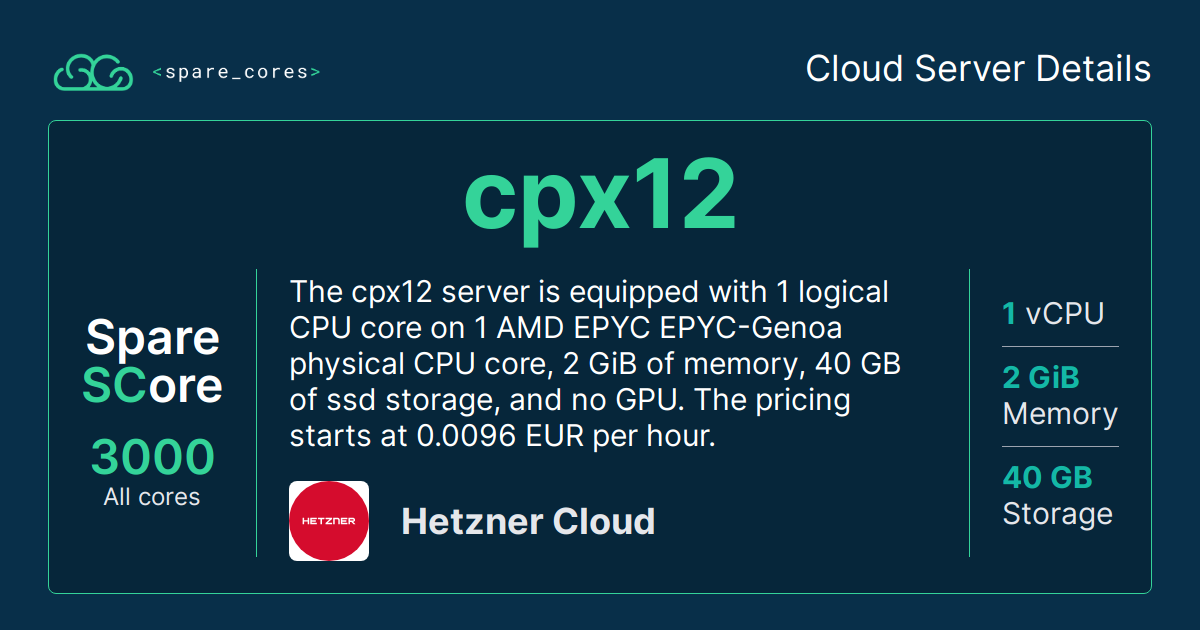 <spare_cores>
Cloud Server Details
cpx12
Spare
SCore
3000
All cores
The cpx12 server is equipped with 1 logical
CPU core on 1 AMD EPYC EPYC-Genoa
physical CPU core, 2 GiB of memory, 40 GB
of ssd storage, and no GPU. The pricing
starts at 0.0096 EUR per hour.
HETZNER
Hetzner Cloud
1 vCPU
2 GiB
Memory
40 GB
Storage